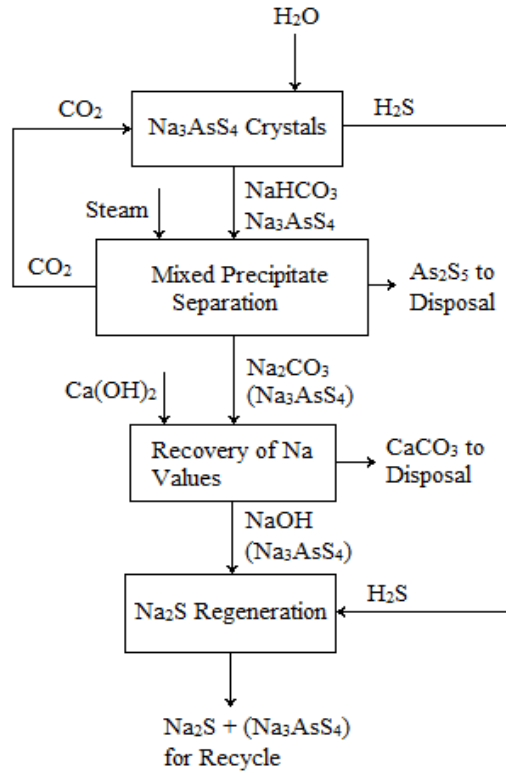 H₂O
CO₂
Na₃AsS₄ Crystals
H₂S
Steam
NaHCO₃
Na₃AsS₄
CO₂
Mixed Precipitate
Separation
As₂S₅ to
Disposal
Ca(OH)₂
Na₂CO₃
(Na₃AsS₄)
Recovery of Na
Values
CaCO₃ to
Disposal
NaOH
(Na₃AsS₄)
Na₂S Regeneration
H₂S
Na₂S + (Na₃AsS₄)
for Recycle